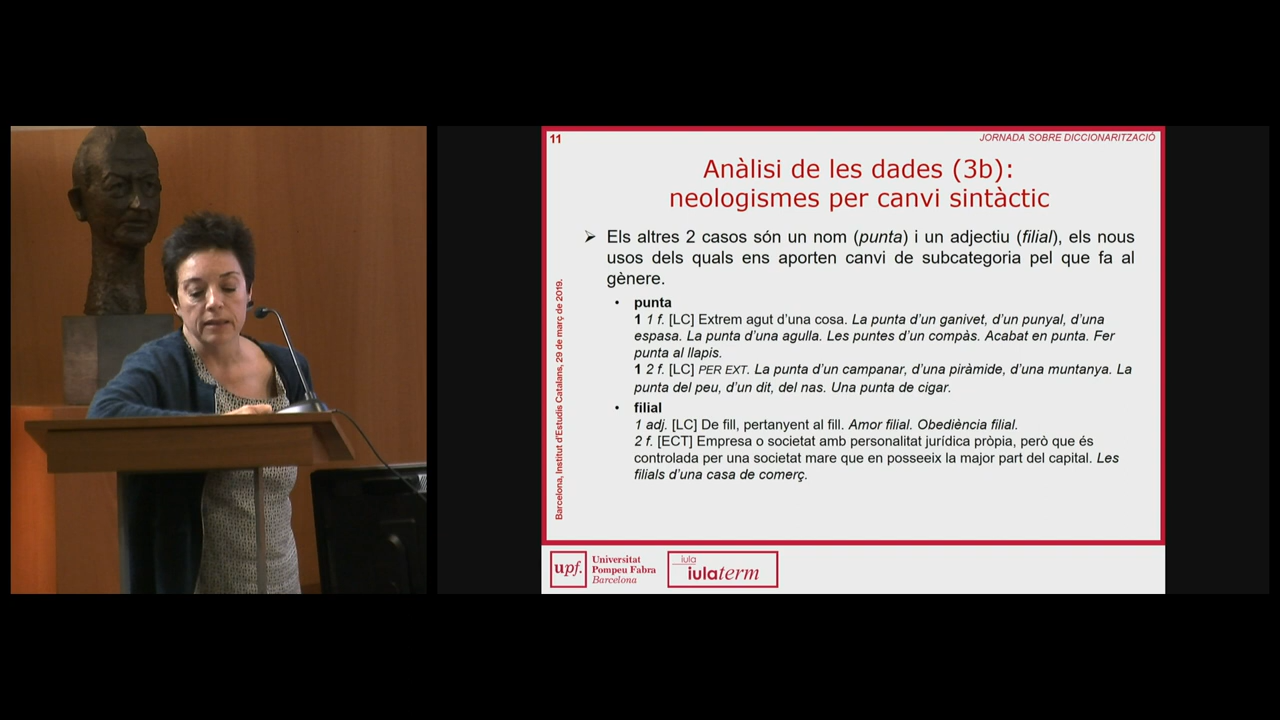 11
JORNADA SOBRE DICCIONARITZACIÓ
Anàlisi de les dades (3b):
neologismes per canvi sintàctic
➢ Els altres 2 casos són un nom (punta) i un adjectiu (filial), els nous
usos dels quals ens aporten canvi de subcategoria pel que fa al
gènere.
• punta
1 1 f. [LC] Extrem agut d’una cosa. La punta d’un ganivet, d’un punyal, d’una
espasa. La punta d’una agulla. Les puntes d’un compàs. Acabat en punta. Fer
punta al llapis.
1 2 f. [LC] PER EXT. La punta d’un campanar, d’una piràmide, d’una muntanya. La
punta del peu, d’un dit, del nas. Una punta de cigar.
• filial
1 adj. [LC] De fill, pertanyent al fill. Amor filial. Obediència filial.
2 f. [ECT] Empresa o societat amb personalitat jurídica pròpia, però que és
controlada per una societat mare que en posseeix la major part del capital. Les
filials d’una casa de comerç.
Barcelona, Institut d’Estudis Catalans, 29 de març de 2019.
upf.
Universitat
Pompeu Fabra
Barcelona
iula
iulaterm